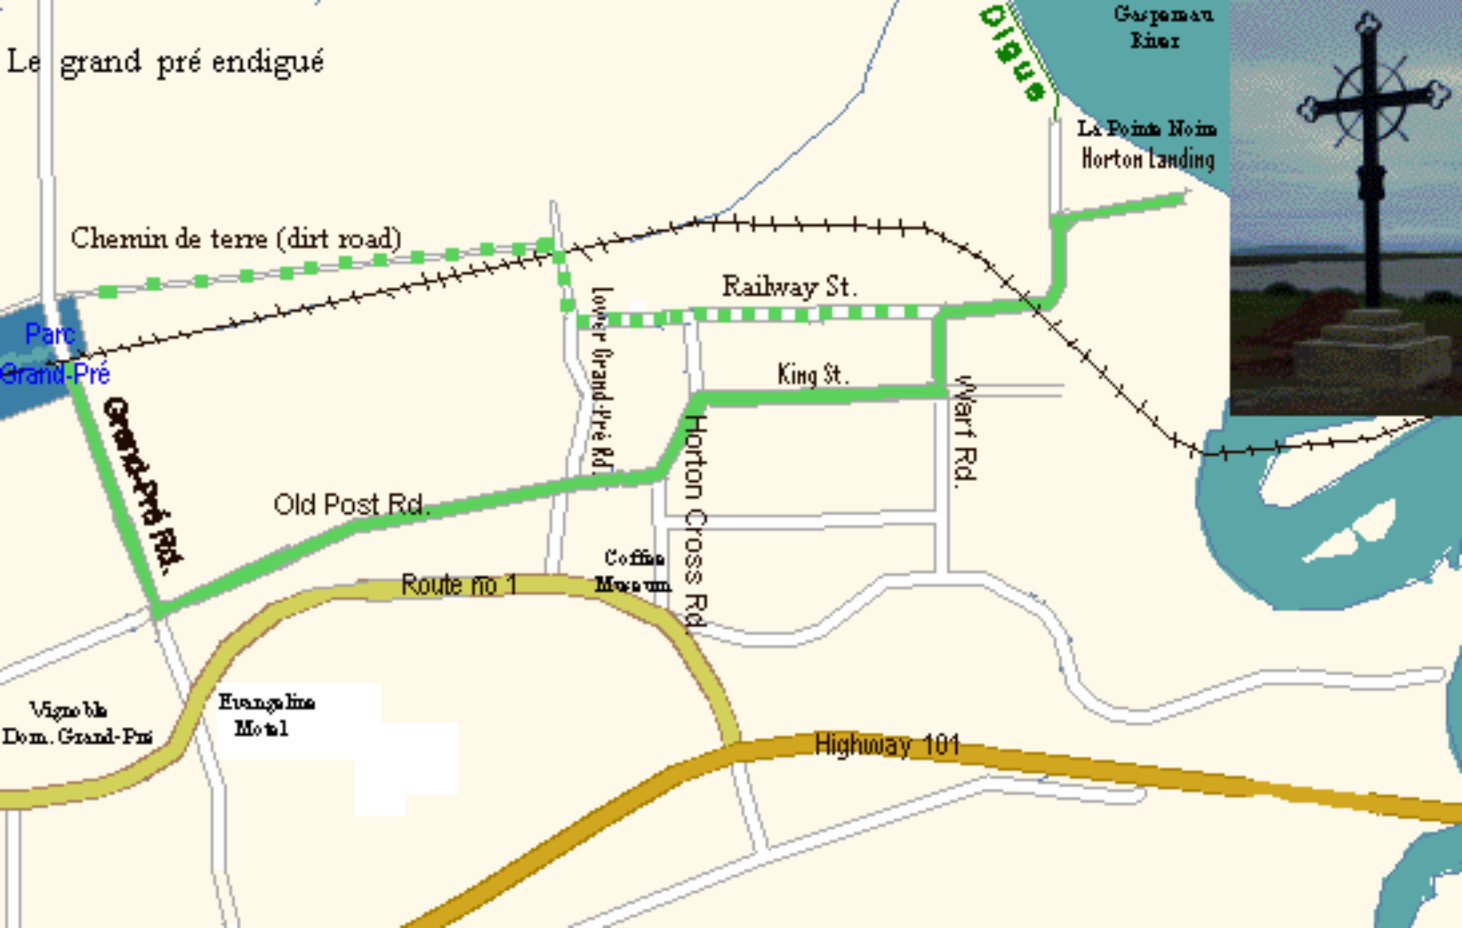 Gaspereau
River
Digue
Le grand pré endigué
La Pointe Noire
Horton Landing
Chemin de terre (dirt road)
Railway St.
Parc
Grand-Pré
Lower Grand-Pré Rd.
King St.
Grand-Pré Rd.
Horton Cross Rd.
Warf Rd.
Old Post Rd.
Coffin
Museum
Route no 1
Evangeline
Motel
Vignoble
Dom. Grand-Pré
Highway 101